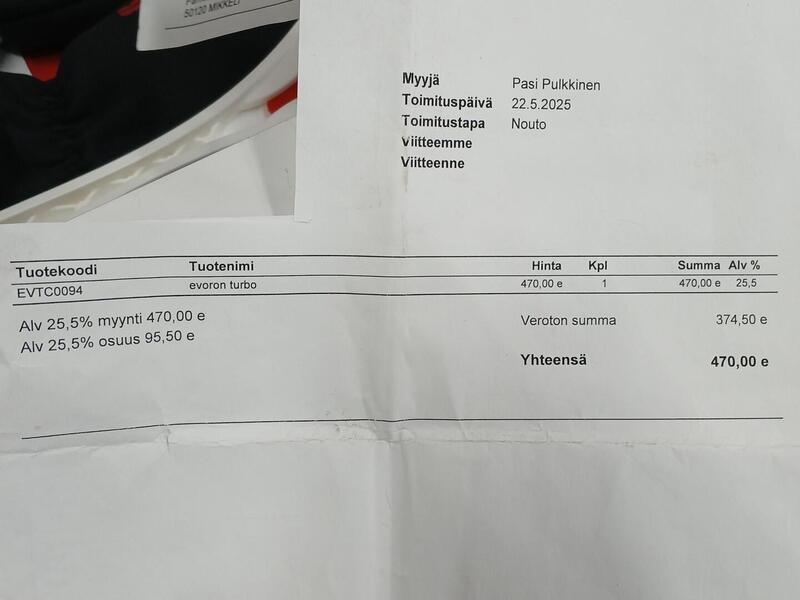 50120 MIKKELI
Myyjä Pasi Pulkkinen
Toimituspäivä 22.5.2025
Toimitustapa Nouto
Viitteemme
Viitteenne
Tuotekoodi Tuotenimi Hinta Kpl Summa Alv %
EVTC0094 evoron turbo 470,00 e 1 470,00 e 25,5
Alv 25,5% myynti 470,00 e
Alv 25,5% osuus 95,50 e
Veroton summa 374,50 e
Yhteensä 470,00 e